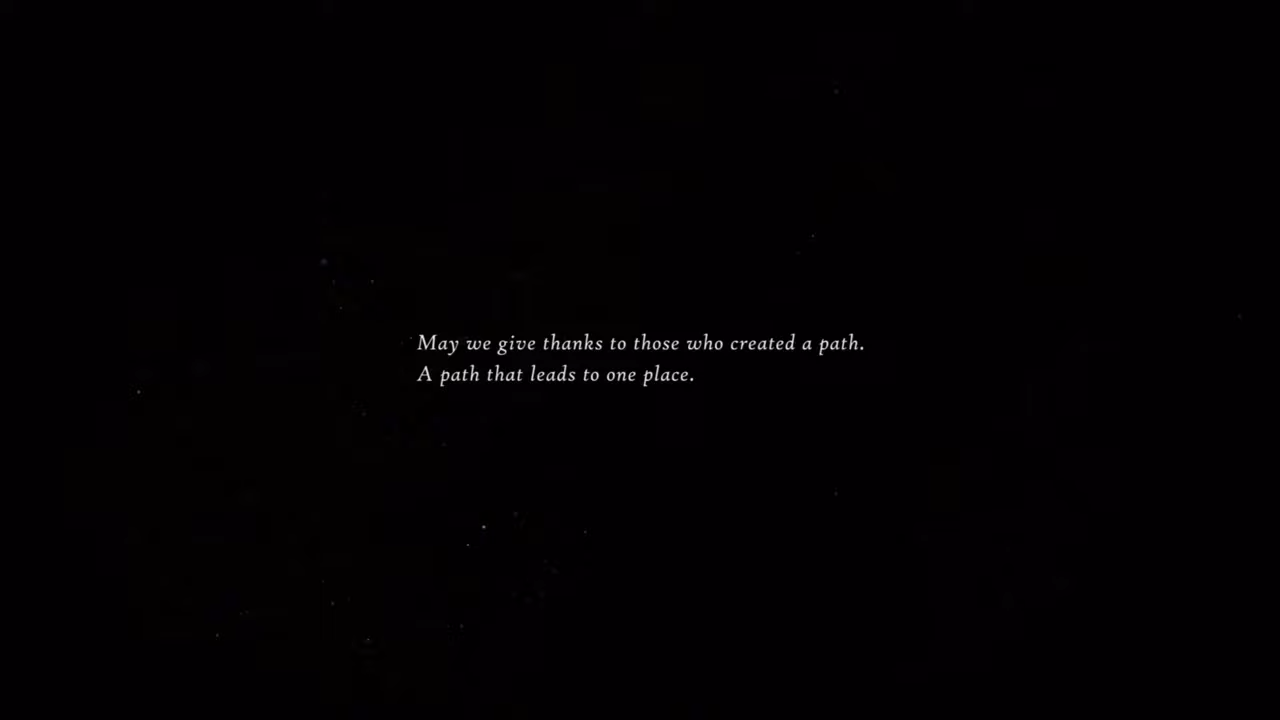 May we give thanks to those who created a path.
A path that leads to one place.